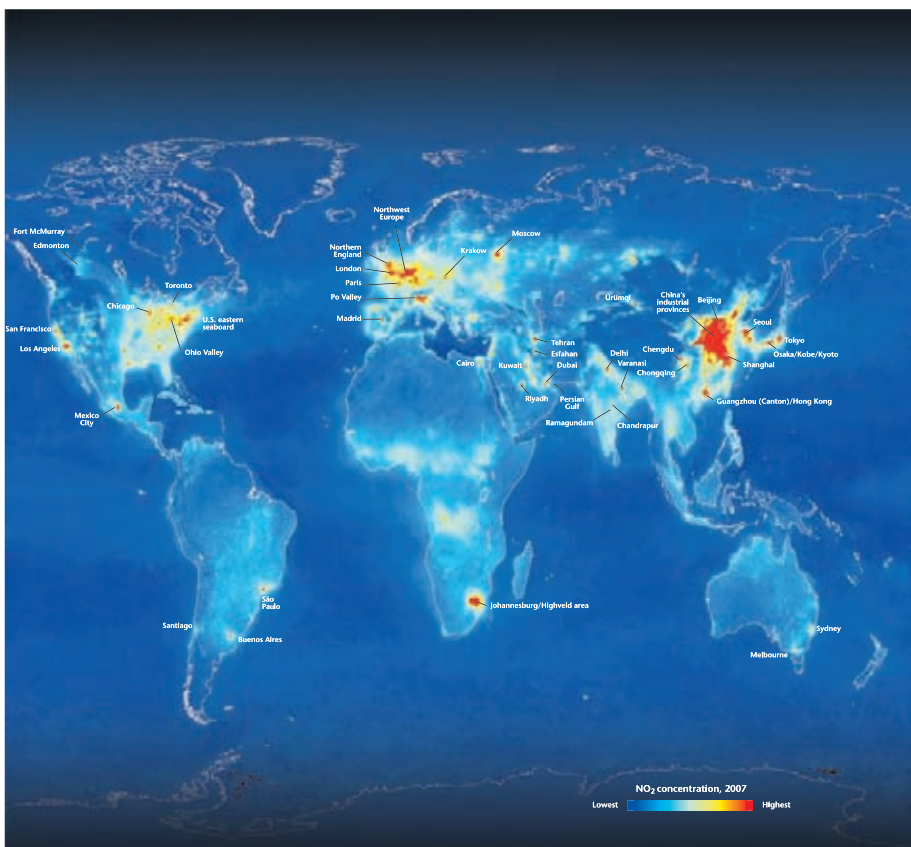 Northwest
Europe
Fort McMurray
Edmonton
Northern
England
London
Paris
Po Valley
Madrid
Krakow
Moscow
Toronto
Chicago
San Francisco
Los Angeles
U.S. eastern
seaboard
Ohio Valley
Mexico
City
Ürümqi
China's
industrial
provinces
Beijing
Seoul
Tokyo
Osaka/Kobe/Kyoto
Shanghai
Chengdu
Chongqing
Guangzhou (Canton)/Hong Kong
Tehran
Esfahan
Dubai
Cairo
Kuwait
Riyadh
Persian
Gulf
Delhi
Varanasi
Ramagundam
Chandrapur
São
Paulo
Santiago
Buenos Aires
Johannesburg/Highveld area
Sydney
Melbourne
NO₂ concentration, 2007
Lowest
Highest